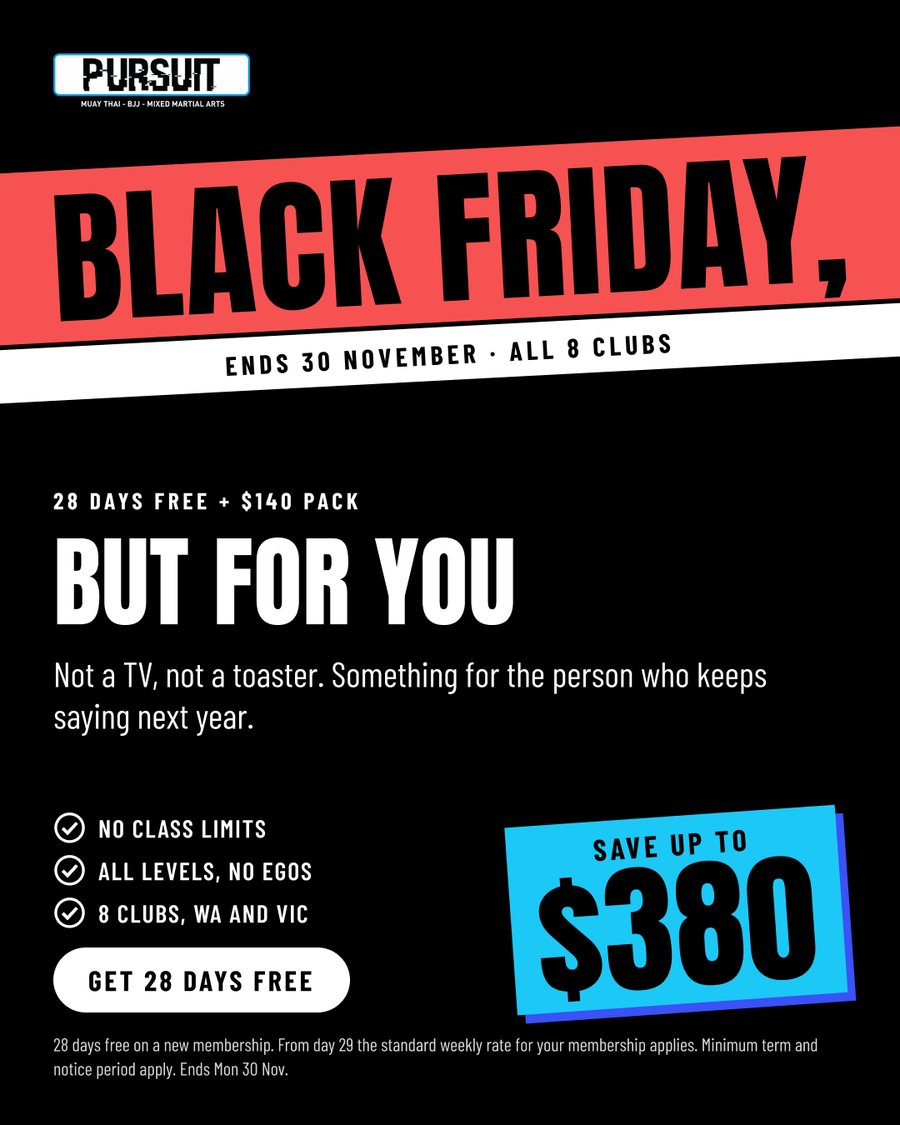 PURSUIT
MUAY THAI - BJJ - MIXED MARTIAL ARTS
BLACK FRIDAY,
ENDS 30 NOVEMBER · ALL 8 CLUBS
28 DAYS FREE + $140 PACK
BUT FOR YOU
Not a TV, not a toaster. Something for the person who keeps
saying next year.
NO CLASS LIMITS
ALL LEVELS, NO EGOS
8 CLUBS, WA AND VIC
GET 28 DAYS FREE
SAVE UP TO
$380
28 days free on a new membership. From day 29 the standard weekly rate for your membership applies. Minimum term and
notice period apply. Ends Mon 30 Nov.